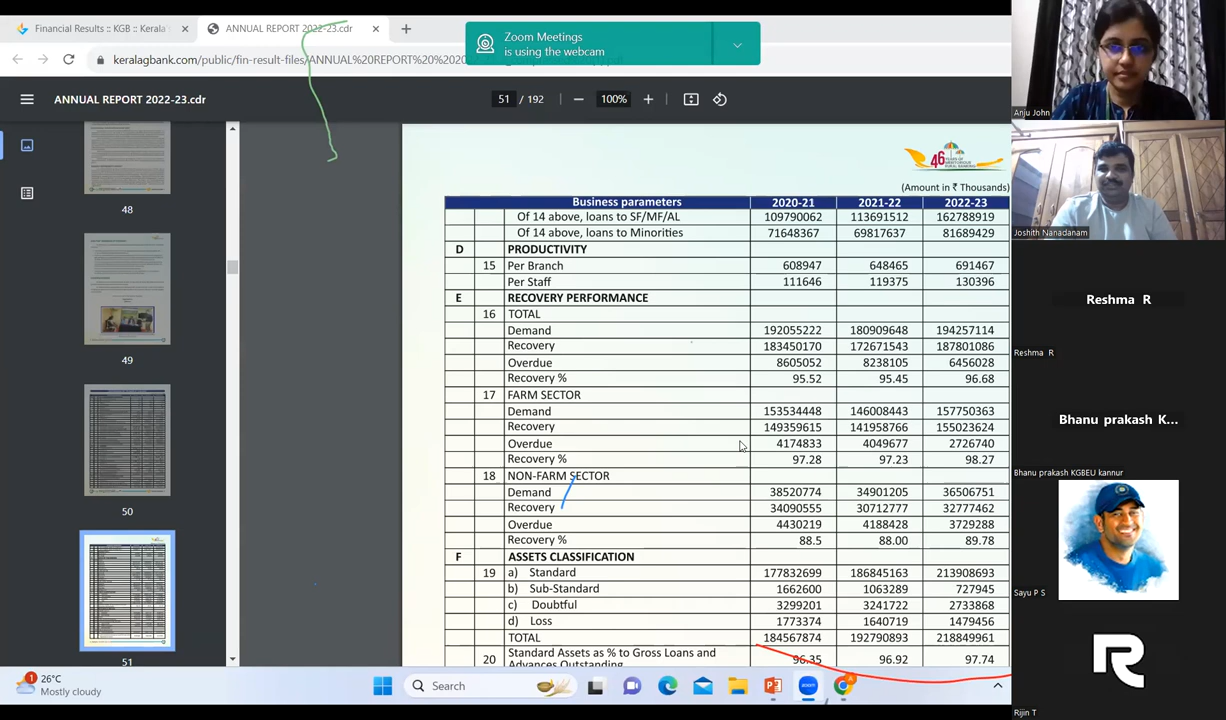 Financial Results :: KGB :: Kerala's
ANNUAL REPORT 2022-23.cdr
Zoom Meetings
is using the webcam
Anju John
keralagbank.com/public/fin-result-files/ANNUAL%20REPORT%20%20
ANNUAL REPORT 2022-23.cdr
51 / 192
100%
46 YEARS OF
RURAL BANKING
(Amount in ₹ Thousands)
Business parameters 2020-21 2021-22 2022-23
Of 14 above, loans to SF/MF/AL 109790062 113691512 162788919
Of 14 above, loans to Minorities 71648367 69817637 81689429
D PRODUCTIVITY
15 Per Branch 608947 648465 691467
Per Staff 111646 119375 130396
E RECOVERY PERFORMANCE
16 TOTAL
Demand 192055222 180909648 194257114
Recovery 183450170 172671543 187801086
Overdue 8605052 8238105 6456028
Recovery % 95.52 95.45 96.68
17 FARM SECTOR
Demand 153534448 146008443 157750363
Recovery 149359615 141958766 155023624
Overdue 4174833 4049677 2726740
Recovery % 97.28 97.23 98.27
18 NON-FARM SECTOR
Demand 38520774 34901205 36506751
Recovery 34090555 30712777 32777462
Overdue 4430219 4188428 3729288
Recovery % 88.5 88.00 89.78
F ASSETS CLASSIFICATION
19 a) Standard 177832699 186845163 213908693
b) Sub-Standard 1662600 1063289 727945
c) Doubtful 3299201 3241722 2733868
d) Loss 1773374 1640719 1479456
TOTAL 184567874 192790893 218849961
20 Standard Assets as % to Gross Loans and
Advances Outstanding 96.35 96.92 97.74
48
49
50
51
Joshith Nanadanam
Reshma R
Reshma R
Bhanu prakash K...
Bhanu prakash KGBEU kannur
Sayu P S
R
Rijin T
1
26°C
Mostly cloudy
Search